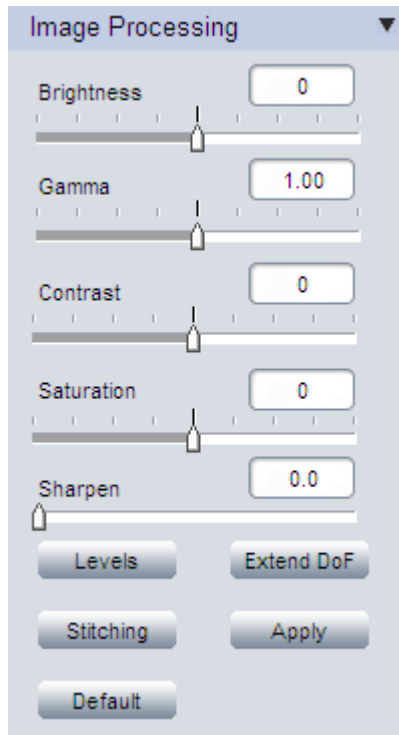 Image Processing
Brightness 0
Gamma 1.00
Contrast 0
Saturation 0
Sharpen 0.0
Levels Extend DoF
Stitching Apply
Default